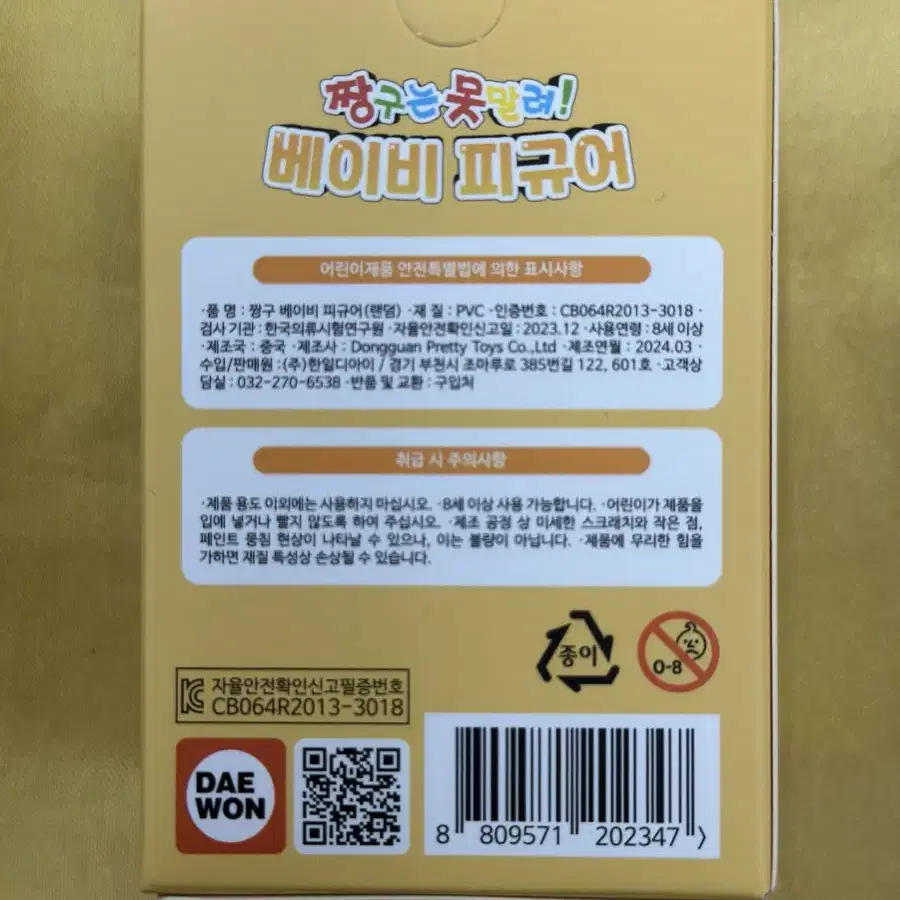 짱구는 못말려!
베이비 피규어
어린이제품 안전특별법에 의한 표시사항
·품 명 : 짱구 베이비 피규어(랜덤) ·재 질 : PVC ·인증번호 : CB064R2013-3018 ·
검사 기관 : 한국의류시험연구원 ·자율안전확인신고일 : 2023.12 ·사용연령 : 8세 이상
·제조국 : 중국 ·제조사 : Dongguan Pretty Toys Co.,Ltd ·제조연월 : 2024.03 ·
수입/판매원 : (주)한일디아이 / 경기 부천시 조마루로 385번길 122, 601호 ·고객상
담실 : 032-270-6538 ·반품 및 교환 : 구입처
취급 시 주의사항
·제품 용도 이외에는 사용하지 마십시오. ·8세 이상 사용 가능합니다. ·어린이가 제품을
입에 넣거나 빨지 않도록 하여 주십시오. ·제조 공정 상 미세한 스크래치와 작은 점,
페인트 뭉침 현상이 나타날 수 있으나, 이는 불량이 아닙니다. ·제품에 무리한 힘을
가하면 재질 특성상 손상될 수 있습니다.
종이
0-8
자율안전확인신고필증번호
CB064R2013-3018
DAE
WON
8 809571 202347 >